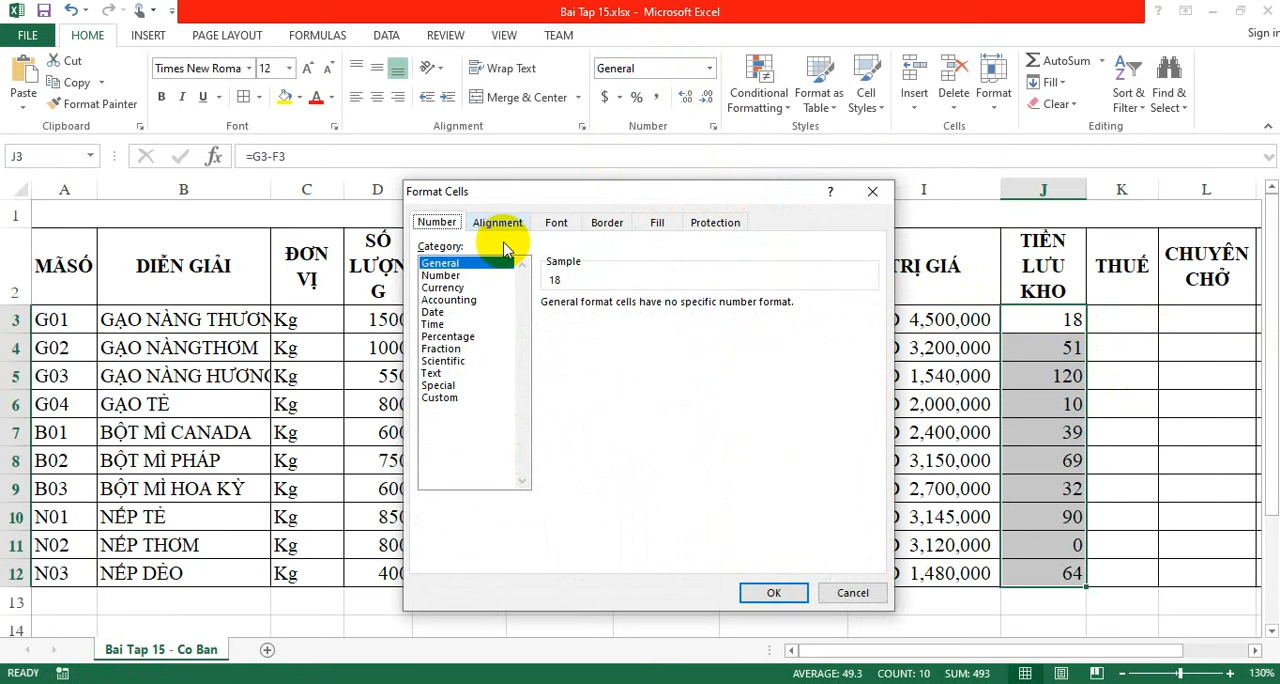 Bai Tap 15.xlsx - Microsoft Excel
FILE HOME INSERT PAGE LAYOUT FORMULAS DATA REVIEW VIEW TEAM
Sign in
Paste
Cut
Copy
Format Painter
Clipboard
Times New Roma 12
B I U
Font
Wrap Text
Merge & Center
Alignment
General
$ % ,
Number
Conditional Formatting
Format as Table
Cell Styles
Styles
Insert Delete Format
Cells
AutoSum
Fill
Clear
Sort & Filter
Find & Select
Editing
J3 fx =G3-F3
A B C D I J K L
1
2 MÃSÓ DIỄN GIẢI ĐƠN VỊ SỐ LƯỢNG TRỊ GIÁ TIỀN LƯU KHO THUẾ CHUYÊN CHỞ
3 G01 GẠO NÀNG THƯƠN Kg 1500 4,500,000 18
4 G02 GẠO NÀNGTHƠM Kg 1000 3,200,000 51
5 G03 GẠO NÀNG HƯƠNG Kg 550 1,540,000 120
6 G04 GẠO TẺ Kg 800 2,000,000 10
7 B01 BỘT MÌ CANADA Kg 600 2,400,000 39
8 B02 BỘT MÌ PHÁP Kg 750 3,150,000 69
9 B03 BỘT MÌ HOA KỲ Kg 600 2,700,000 32
10 N01 NẾP TẺ Kg 850 3,145,000 90
11 N02 NẾP THƠM Kg 800 3,120,000 0
12 N03 NẾP DẺO Kg 400 1,480,000 64
13
14
Format Cells ?
Number Alignment Font Border Fill Protection
Category:
General
Number
Currency
Accounting
Date
Time
Percentage
Fraction
Scientific
Text
Special
Custom
Sample
18
General format cells have no specific number format.
OK Cancel
Bai Tap 15 - Co Ban
READY AVERAGE: 49.3 COUNT: 10 SUM: 493 130%